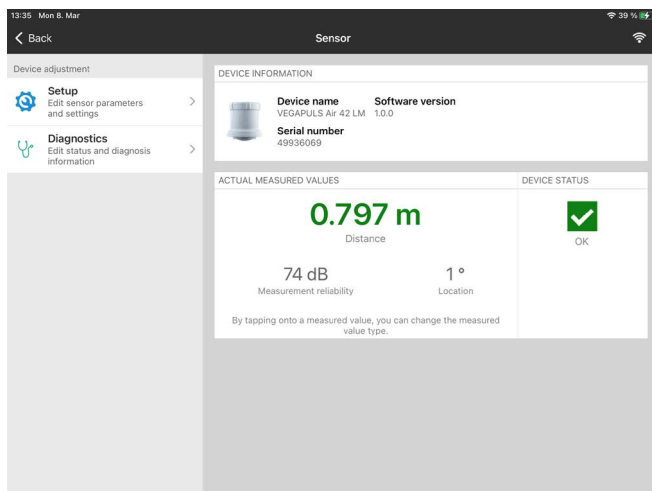 13:35 Mon 8. Mar
39 %
Back
Sensor
Device adjustment
Setup
Edit sensor parameters
and settings
Diagnostics
Edit status and diagnosis
information
DEVICE INFORMATION
Device name Software version
VEGAPULS Air 42 LM 1.0.0
Serial number
49936069
ACTUAL MEASURED VALUES
DEVICE STATUS
0.797 m
Distance
OK
74 dB 1 °
Measurement reliability Location
By tapping onto a measured value, you can change the measured
value type.